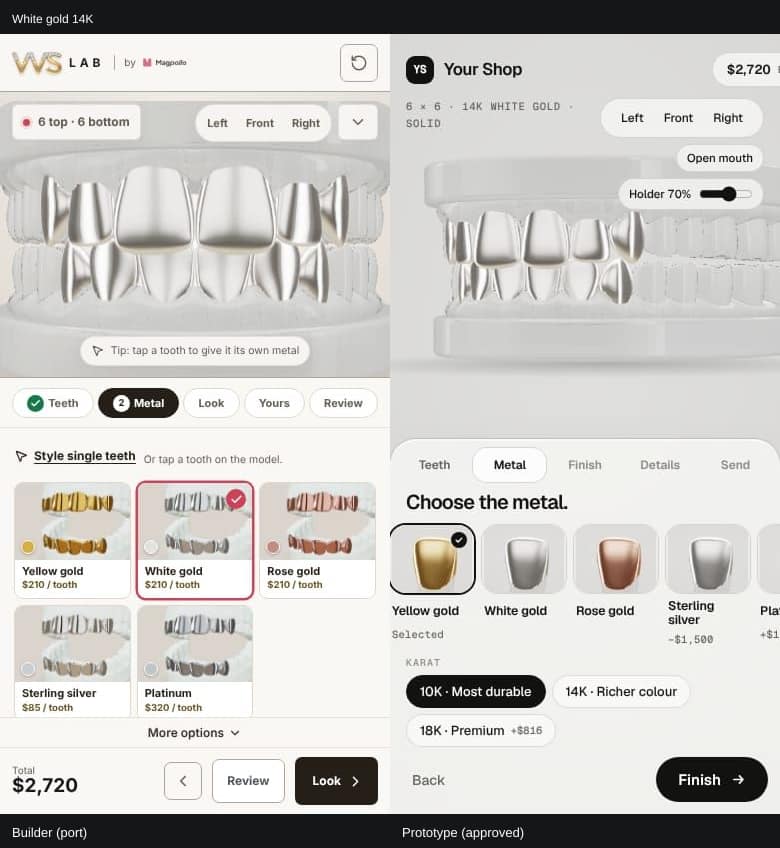 White gold 14K
VVS LAB
by Magpollo
6 top · 6 bottom
Left Front Right
Tip: tap a tooth to give it its own metal
Teeth
2 Metal
Look
Yours
Review
Style single teeth Or tap a tooth on the model.
Yellow gold
$210 / tooth
White gold
$210 / tooth
Rose gold
$210 / tooth
Sterling silver
$85 / tooth
Platinum
$320 / tooth
More options
Total
$2,720
Review
Look
Builder (port)
YS Your Shop
$2,720
6 × 6 · 14K WHITE GOLD ·
SOLID
Left Front Right
Open mouth
Holder 70%
Teeth
Metal
Finish
Details
Send
Choose the metal.
Yellow gold
Selected
White gold
Rose gold
Sterling
silver
−$1,500
Pla
+$1
KARAT
10K · Most durable
14K · Richer colour
18K · Premium +$816
Back
Finish
Prototype (approved)